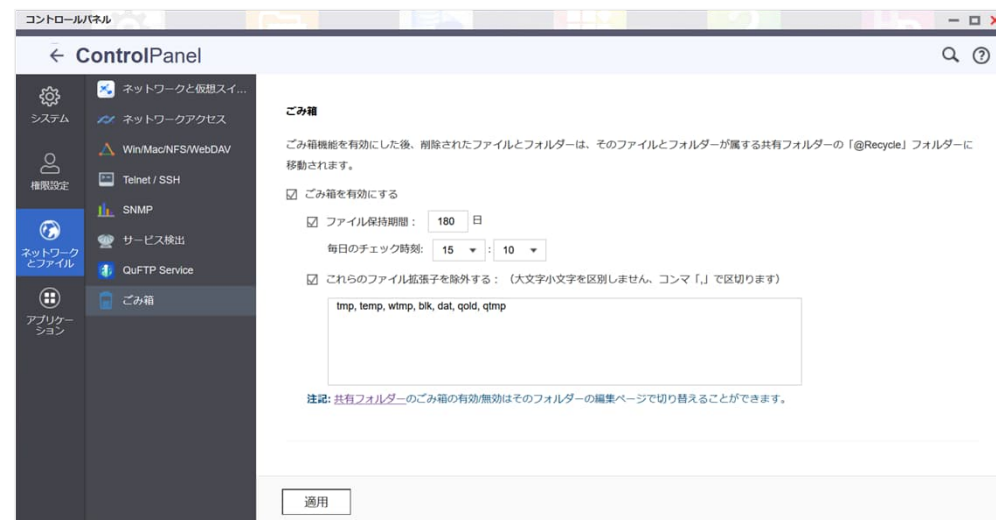 コントロールパネル
ControlPanel
システム
権限設定
ネットワーク
とファイル
アプリケー
ション
ネットワークと仮想スイ...
ネットワークアクセス
Win/Mac/NFS/WebDAV
Telnet / SSH
SNMP
サービス検出
QuFTP Service
ごみ箱
ごみ箱
ごみ箱機能を有効にした後、削除されたファイルとフォルダーは、そのファイルとフォルダーが属する共有フォルダーの「@Recycle」フォルダーに
移動されます。
ごみ箱を有効にする
ファイル保持期間： 180 日
毎日のチェック時刻: 15 : 10
これらのファイル拡張子を除外する：（大文字小文字を区別しません、コンマ「,」で区切ります）
tmp, temp, wtmp, blk, dat, qold, qtmp
注記: 共有フォルダーのごみ箱の有効/無効はそのフォルダーの編集ページで切り替えることができます。
適用